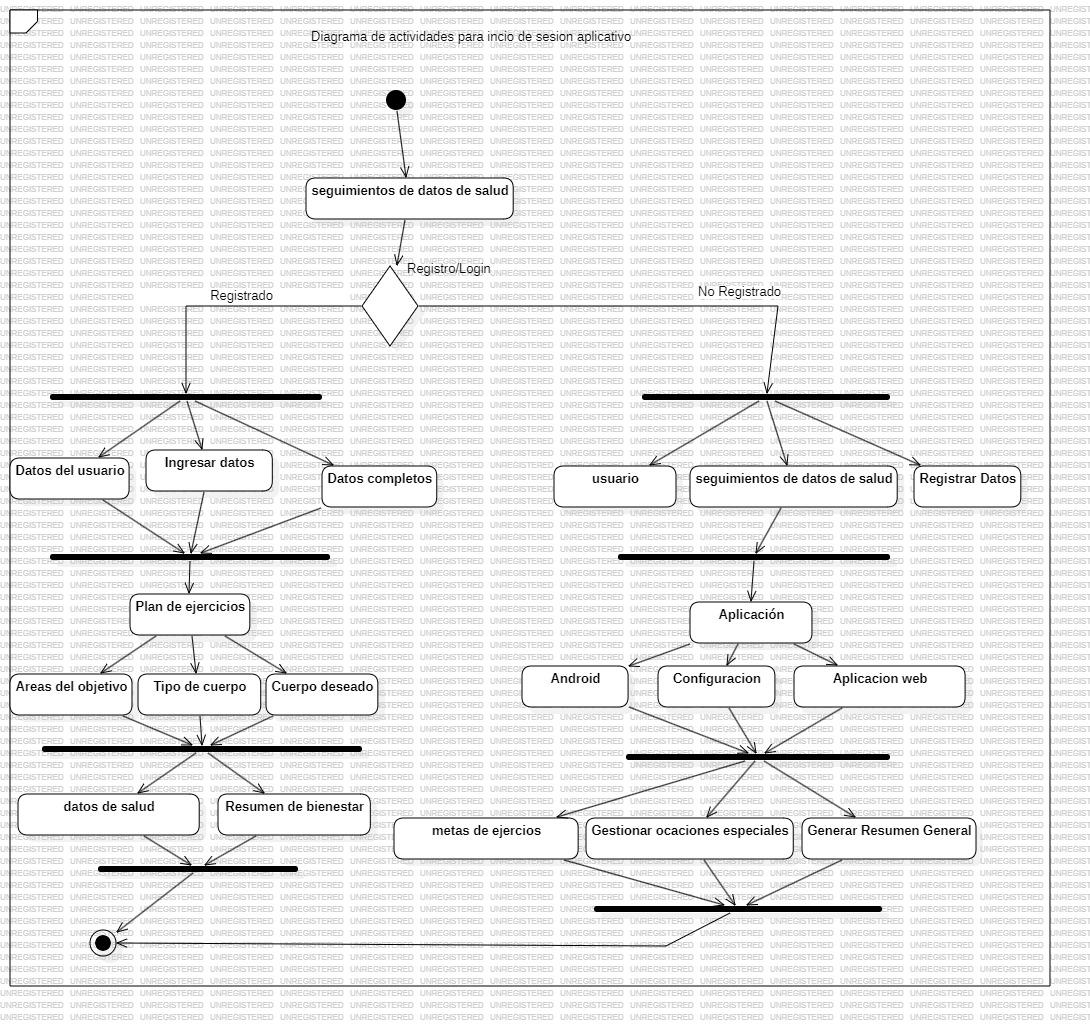 Diagrama de actividades para incio de sesion aplicativo
seguimientos de datos de salud
Registro/Login
Registrado
No Registrado
Datos del usuario
Ingresar datos
Datos completos
usuario
seguimientos de datos de salud
Registrar Datos
Plan de ejercicios
Aplicación
Areas del objetivo
Tipo de cuerpo
Cuerpo deseado
Android
Configuracion
Aplicacion web
datos de salud
Resumen de bienestar
metas de ejercios
Gestionar ocaciones especiales
Generar Resumen General
UNREGISTERED